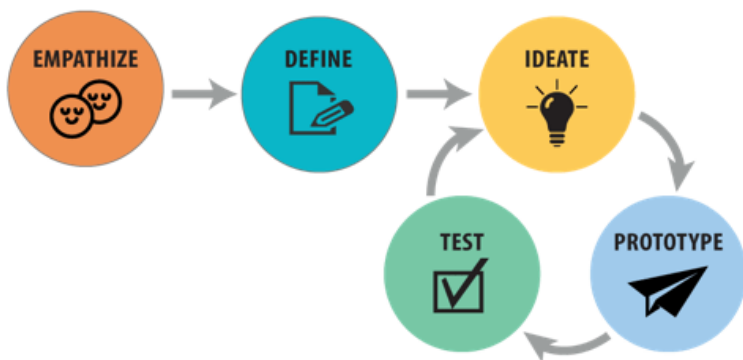 EMPATHIZE
DEFINE
IDEATE
PROTOTYPE
TEST